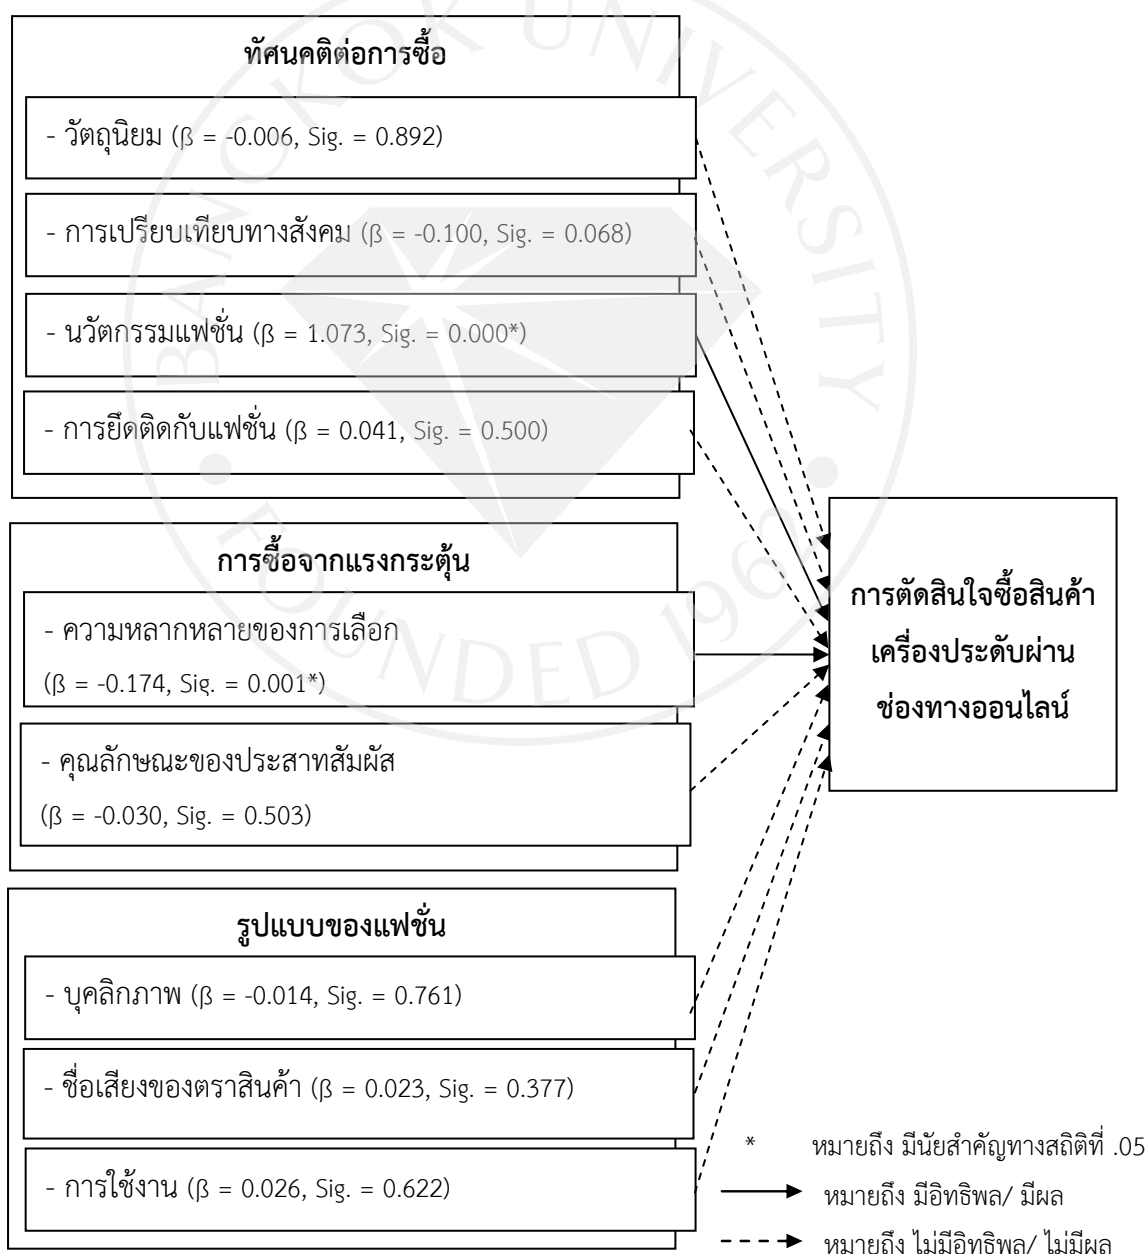 ทัศนคติต่อการซื้อ
- วัตถุนิยม (ß = -0.006, Sig. = 0.892)
- การเปรียบเทียบทางสังคม (ß = -0.100, Sig. = 0.068)
- นวัตกรรมแฟชั่น (ß = 1.073, Sig. = 0.000*)
- การยึดติดกับแฟชั่น (ß = 0.041, Sig. = 0.500)
การซื้อจากแรงกระตุ้น
- ความหลากหลายของการเลือก
(ß = -0.174, Sig. = 0.001*)
- คุณลักษณะของประสาทสัมผัส
(ß = -0.030, Sig. = 0.503)
รูปแบบของแฟชั่น
- บุคลิกภาพ (ß = -0.014, Sig. = 0.761)
- ชื่อเสียงของตราสินค้า (ß = 0.023, Sig. = 0.377)
- การใช้งาน (ß = 0.026, Sig. = 0.622)
การตัดสินใจซื้อสินค้า
เครื่องประดับผ่าน
ช่องทางออนไลน์
* หมายถึง มีนัยสำคัญทางสถิติที่ .05
หมายถึง มีอิทธิพล/ มีผล
หมายถึง ไม่มีอิทธิพล/ ไม่มีผล
BANGKOK UNIVERSITY
FOUNDED 1962